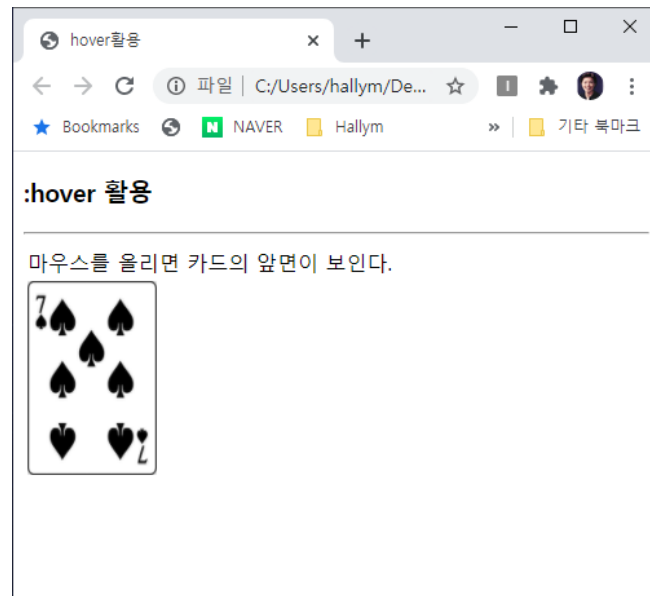 hover활용
파일 C:/Users/hallym/De...
Bookmarks NAVER Hallym » 기타 북마크
:hover 활용
마우스를 올리면 카드의 앞면이 보인다.
7
7